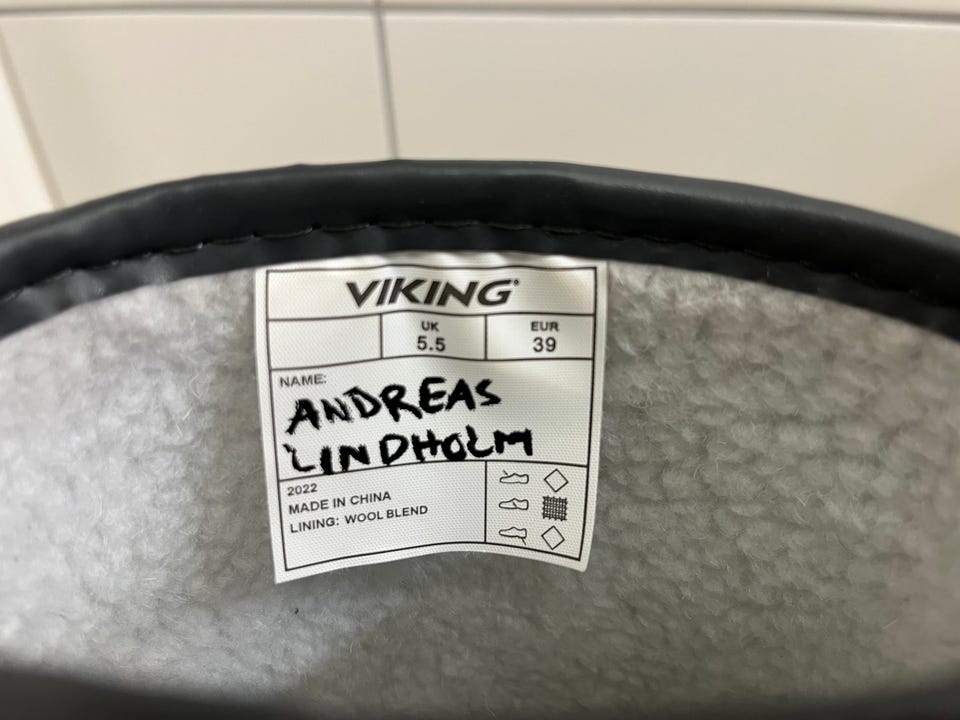 VIKING®
UK EUR
5.5 39
NAME:
ANDREAS
LINDHOLM
2022
MADE IN CHINA
LINING: WOOL BLEND